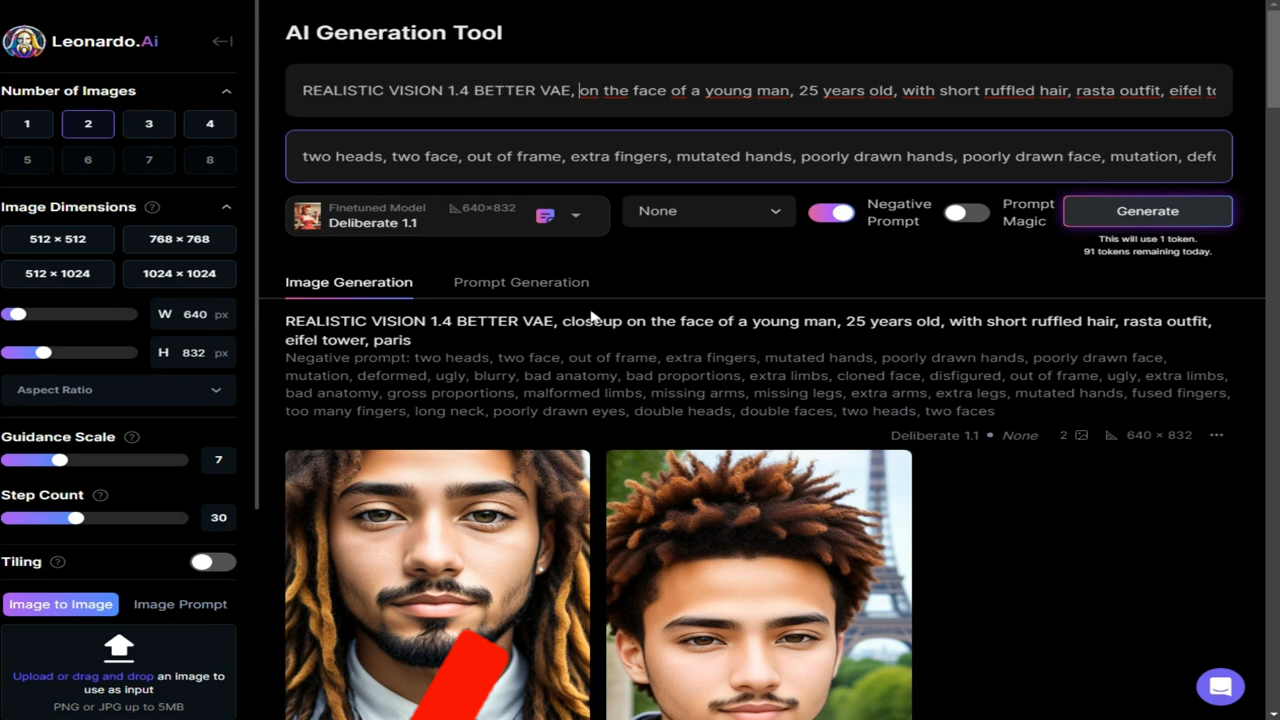 Leonardo.Ai
Number of Images
1 2 3 4
5 6 7 8
Image Dimensions
512 × 512 768 × 768
512 × 1024 1024 × 1024
W 640 px
H 832 px
Aspect Ratio
Guidance Scale
7
Step Count
30
Tiling
Image to Image Image Prompt
Upload or drag and drop an image to
use as input
PNG or JPG up to 5MB
AI Generation Tool
REALISTIC VISION 1.4 BETTER VAE, on the face of a young man, 25 years old, with short ruffled hair, rasta outfit, eifel
two heads, two face, out of frame, extra fingers, mutated hands, poorly drawn hands, poorly drawn face, mutation,
Finetuned Model 640×832
Deliberate 1.1
None
Negative
Prompt
Prompt
Magic
Generate
This will use 1 token.
91 tokens remaining today.
Image Generation Prompt Generation
REALISTIC VISION 1.4 BETTER VAE, closeup on the face of a young man, 25 years old, with short ruffled hair, rasta outfit,
eifel tower, paris
Negative prompt: two heads, two face, out of frame, extra fingers, mutated hands, poorly drawn hands, poorly drawn face,
mutation, deformed, ugly, blurry, bad anatomy, bad proportions, extra limbs, cloned face, disfigured, out of frame, ugly, extra limbs,
bad anatomy, gross proportions, malformed limbs, missing arms, missing legs, extra arms, extra legs, mutated hands, fused fingers,
too many fingers, long neck, poorly drawn eyes, double heads, double faces, two heads, two faces
Deliberate 1.1 • None 2 640 × 832